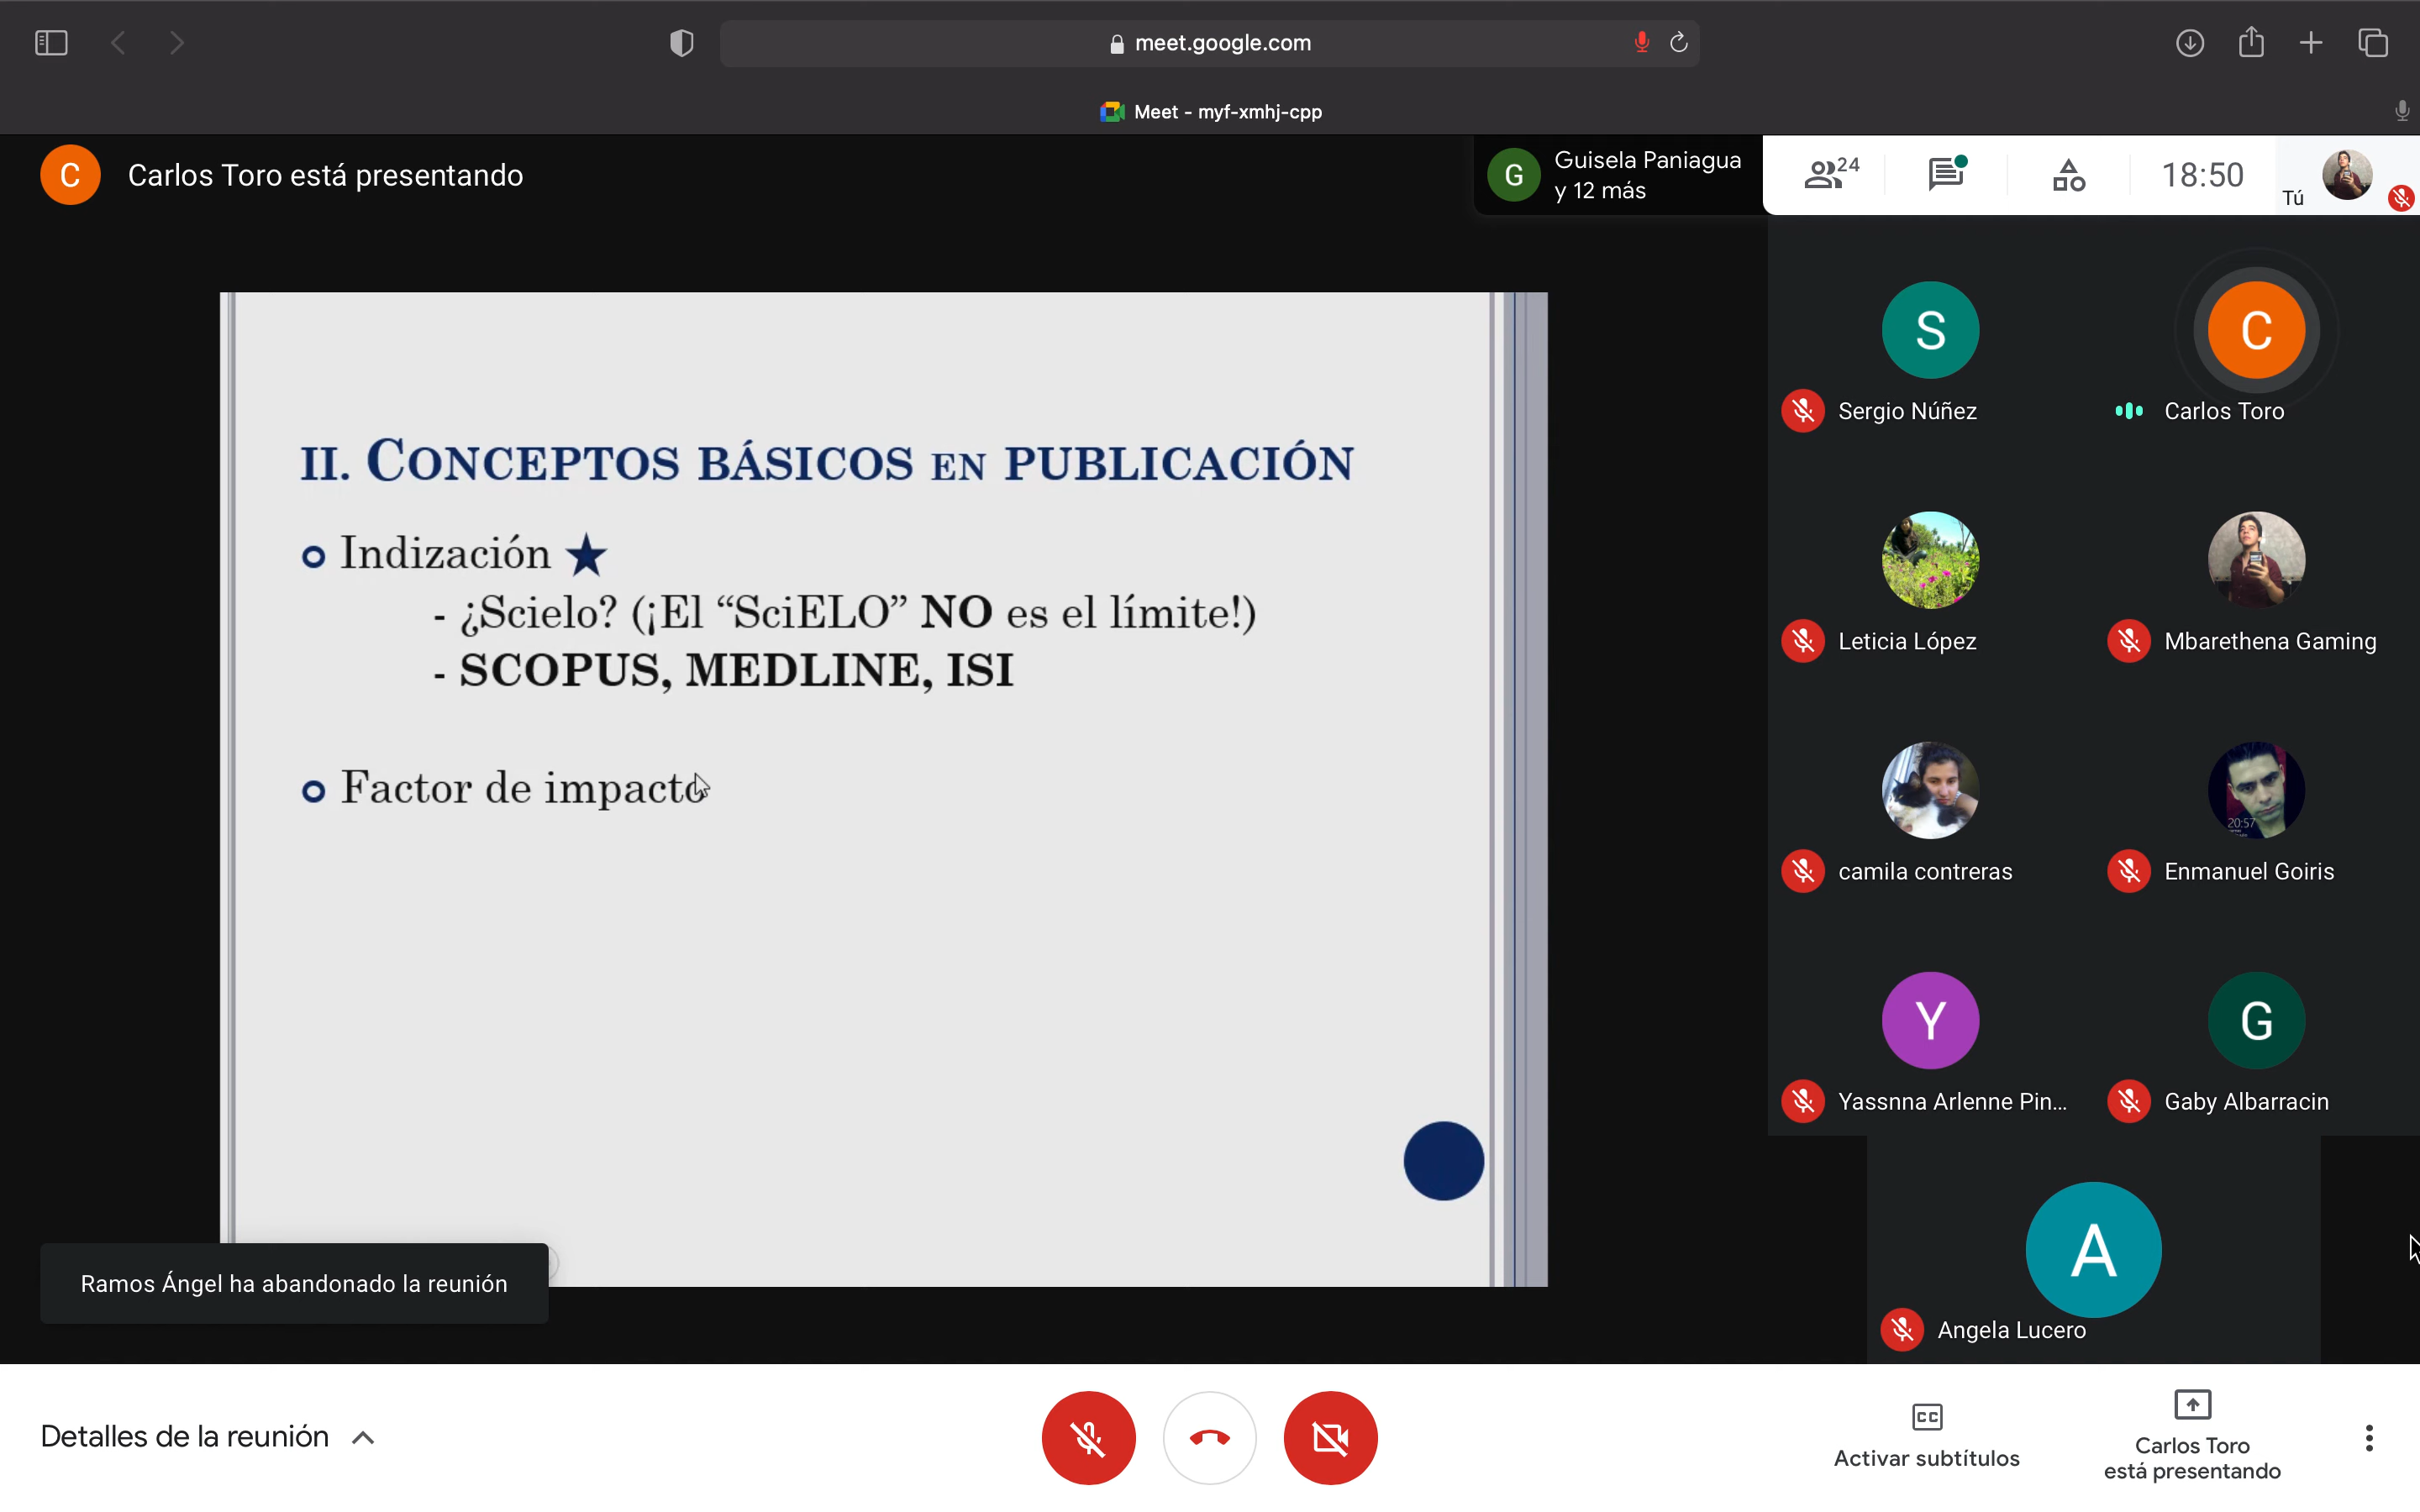 meet.google.com
Meet - myf-xmhj-cpp
C
Carlos Toro está presentando
G
Guisela Paniagua
y 12 más
24
18:50
Tú
II. CONCEPTOS BÁSICOS EN PUBLICACIÓN
Indización ★
- ¿Scielo? (¡El “SciELO” NO es el límite!)
- SCOPUS, MEDLINE, ISI
Factor de impacto
S
Sergio Núñez
C
Carlos Toro
Leticia López
Mbarethena Gaming
camila contreras
20:57
Enmanuel Goiris
Y
Yassnna Arlenne Pin...
G
Gaby Albarracin
A
Angela Lucero
Ramos Ángel ha abandonado la reunión
Detalles de la reunión
CC
Activar subtítulos
Carlos Toro
está presentando